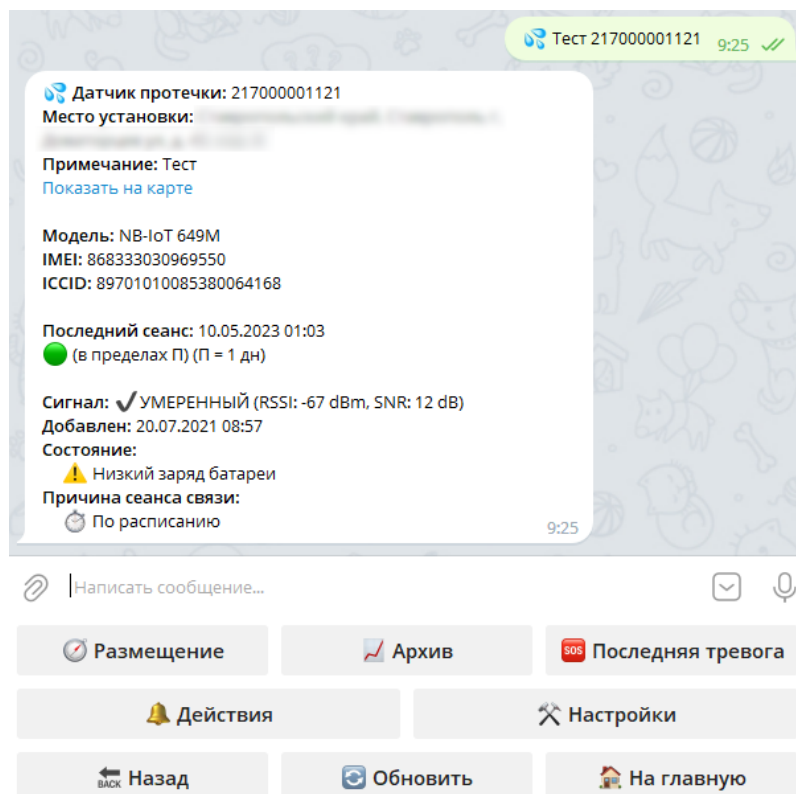 💦 Тест 217000001121 9:25
💦 Датчик протечки: 217000001121
Место установки:
Примечание: Тест
Показать на карте
Модель: NB-IoT 649M
IMEI: 868333030969550
ICCID: 89701010085380064168
Последний сеанс: 10.05.2023 01:03
🟢 (в пределах П) (П = 1 дн)
Сигнал: ✔ УМЕРЕННЫЙ (RSSI: -67 dBm, SNR: 12 dB)
Добавлен: 20.07.2021 08:57
Состояние:
⚠ Низкий заряд батареи
Причина сеанса связи:
⏱ По расписанию 9:25
Написать сообщение...
Размещение Архив SOS Последняя тревога
Действия Настройки
BACK Назад Обновить На главную